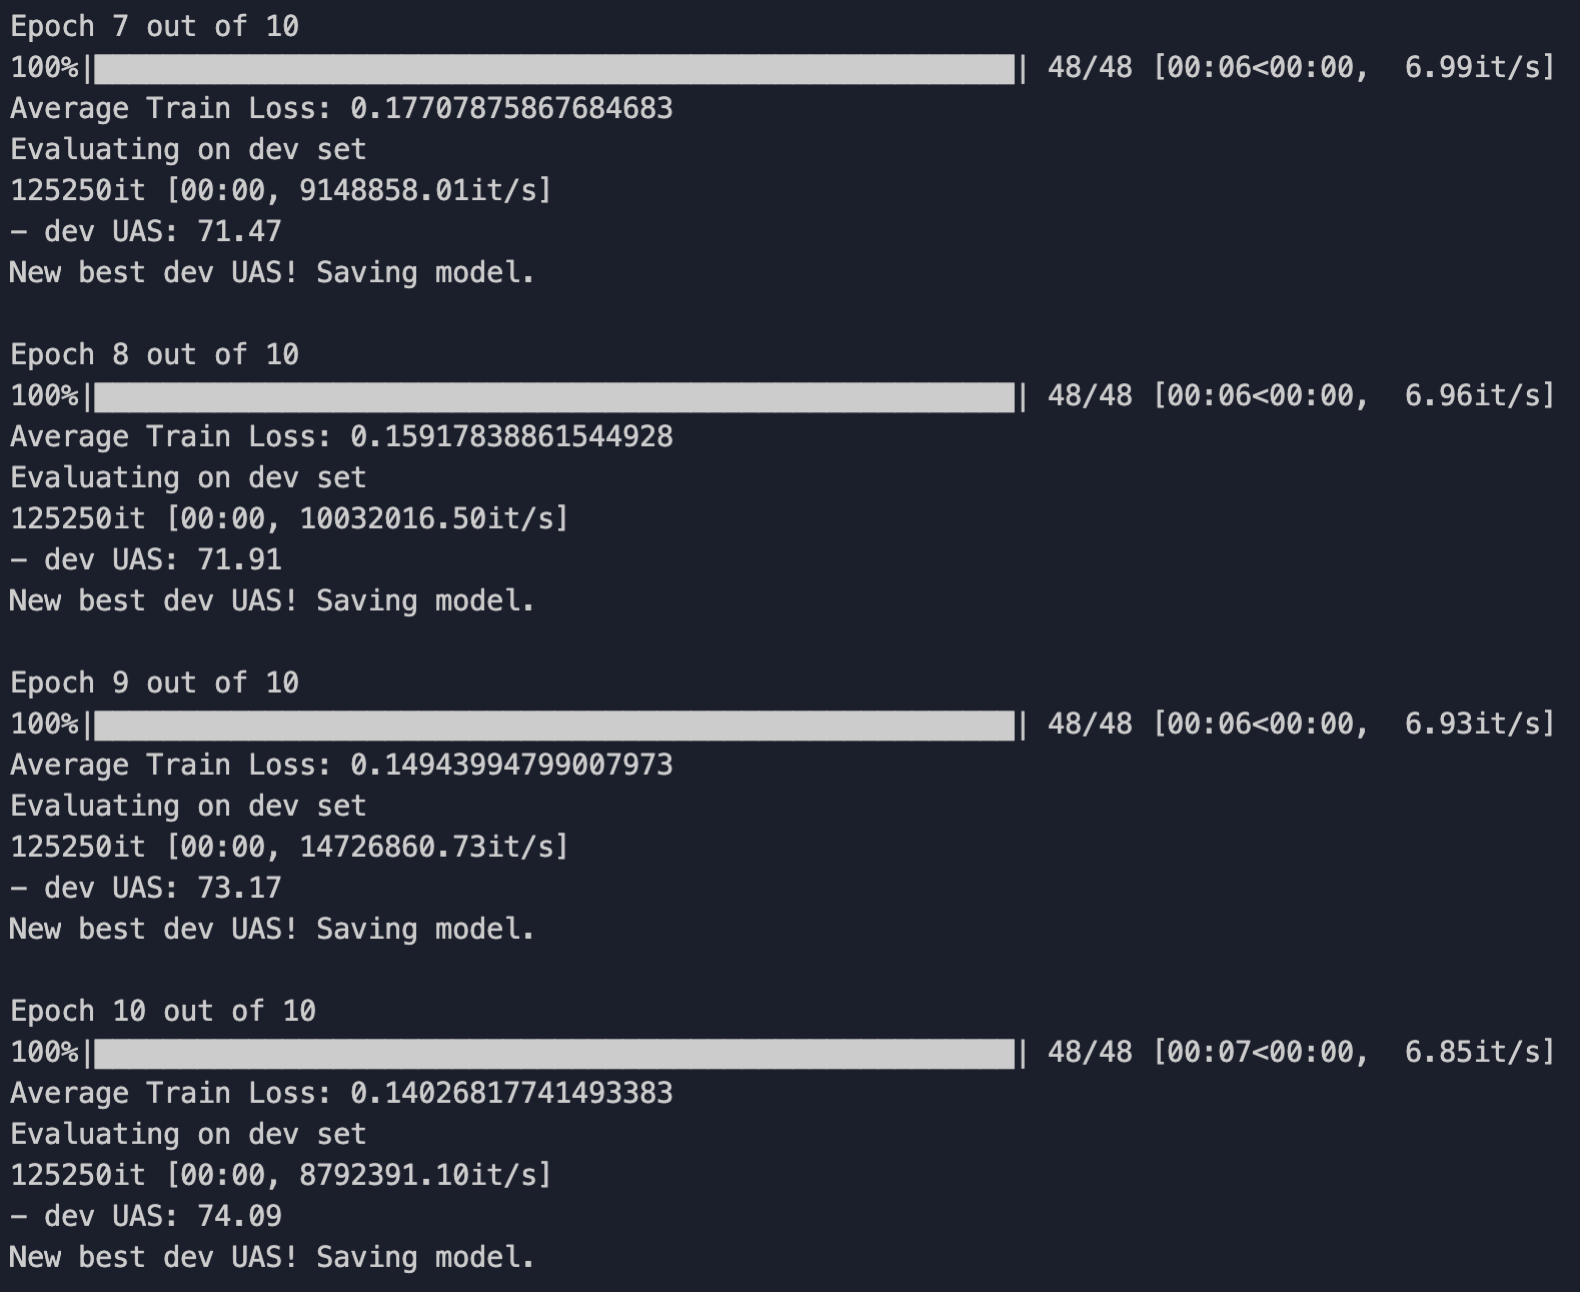 Epoch 7 out of 10
100%|██████████████████████████████████████████████████████| 48/48 [00:06<00:00,  6.99it/s]
Average Train Loss: 0.17707875867684683
Evaluating on dev set
125250it [00:00, 9148858.01it/s]
- dev UAS: 71.47
New best dev UAS! Saving model.

Epoch 8 out of 10
100%|██████████████████████████████████████████████████████| 48/48 [00:06<00:00,  6.96it/s]
Average Train Loss: 0.15917838861544928
Evaluating on dev set
125250it [00:00, 10032016.50it/s]
- dev UAS: 71.91
New best dev UAS! Saving model.

Epoch 9 out of 10
100%|██████████████████████████████████████████████████████| 48/48 [00:06<00:00,  6.93it/s]
Average Train Loss: 0.14943994799007973
Evaluating on dev set
125250it [00:00, 14726860.73it/s]
- dev UAS: 73.17
New best dev UAS! Saving model.

Epoch 10 out of 10
100%|██████████████████████████████████████████████████████| 48/48 [00:07<00:00,  6.85it/s]
Average Train Loss: 0.14026817741493383
Evaluating on dev set
125250it [00:00, 8792391.10it/s]
- dev UAS: 74.09
New best dev UAS! Saving model.